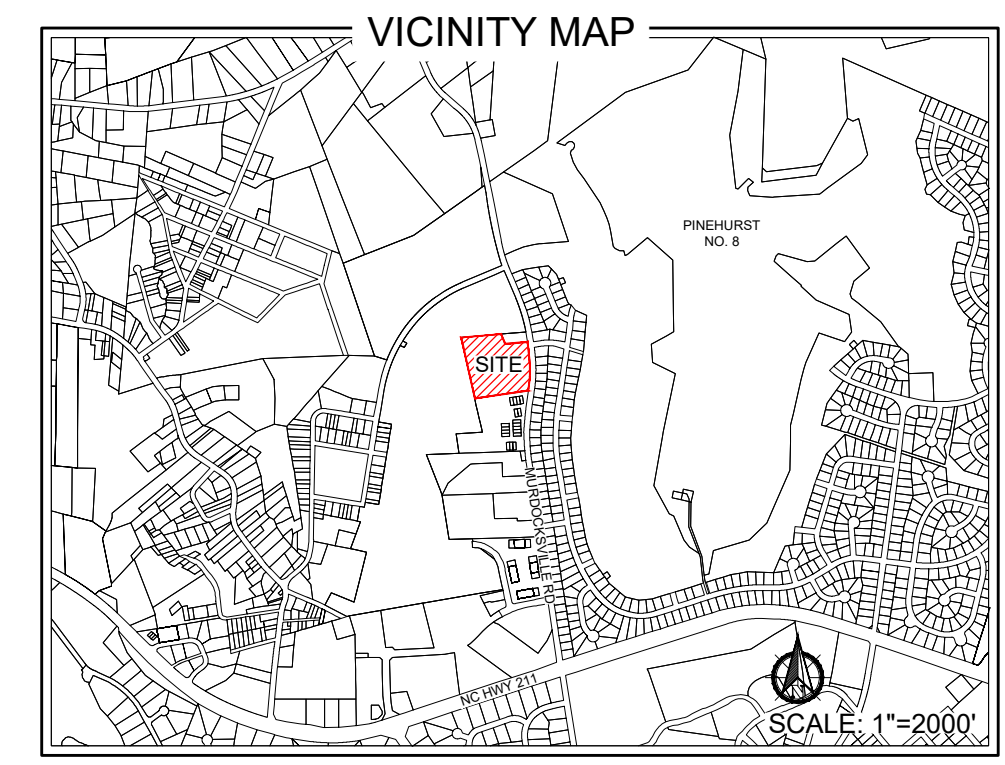 VICINITY MAP
PINEHURST
NO. 8
SITE
MURDOCKSVILLE RD
NC HWY 211
SCALE: 1"=2000'